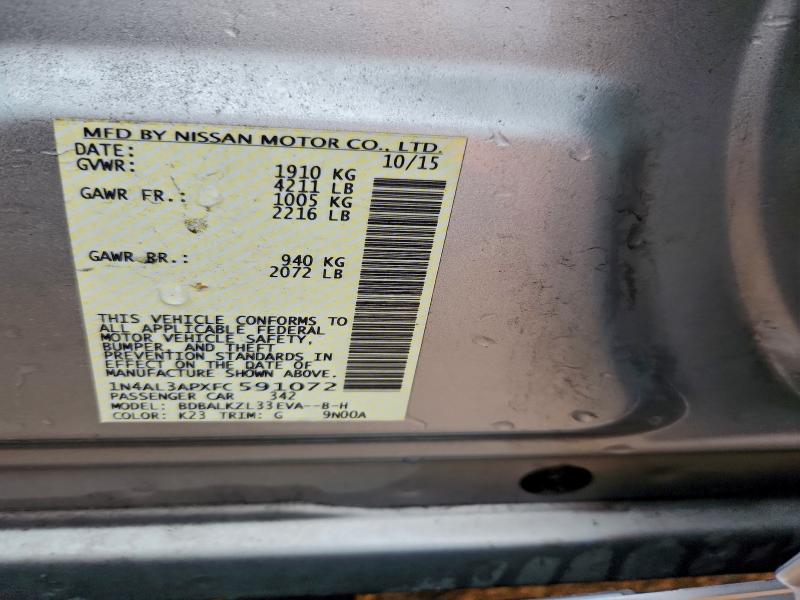 MFD BY NISSAN MOTOR CO., LTD.
DATE: 10/15
GVWR: 1910 KG
4211 LB
GAWR FR.: 1005 KG
2216 LB
GAWR BR.: 940 KG
2072 LB
THIS VEHICLE CONFORMS TO
ALL APPLICABLE FEDERAL
MOTOR VEHICLE SAFETY,
BUMPER, AND THEFT
PREVENTION STANDARDS IN
EFFECT ON THE DATE OF
MANUFACTURE SHOWN ABOVE.
1N4AL3APXFC591072
PASSENGER CAR 342
MODEL: BDBALKZL33EVA--B-H
COLOR: K23 TRIM: G 9N00A